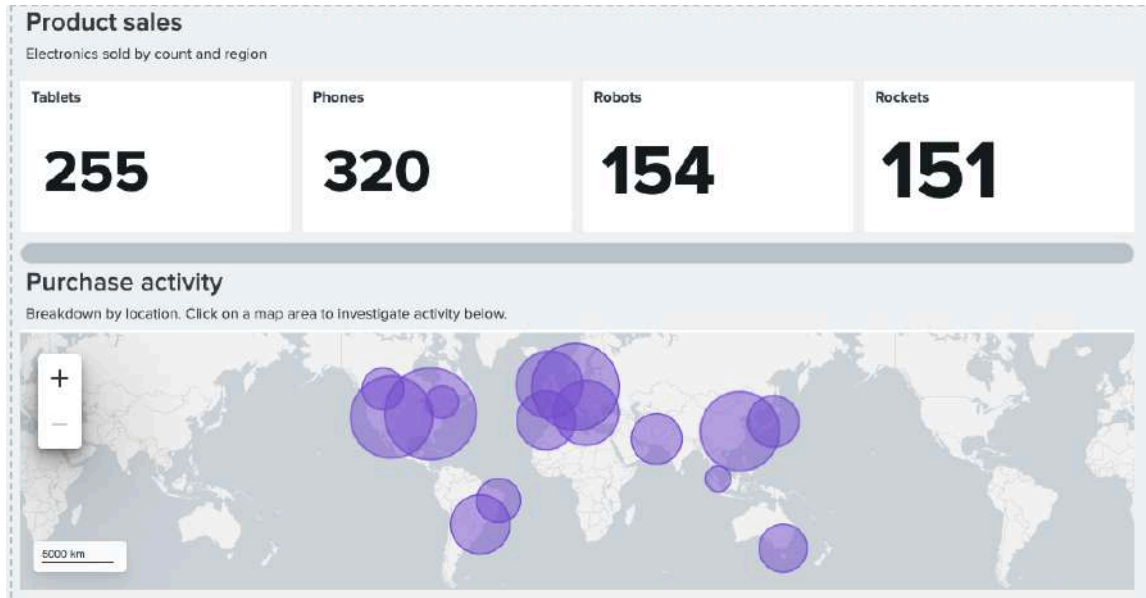 Product sales
Electronics sold by count and region
Tablets
Phones
Robots
Rockets
255
320
154
151
Purchase activity
Breakdown by location. Click on a map area to investigate activity below.
+
−
5000 km